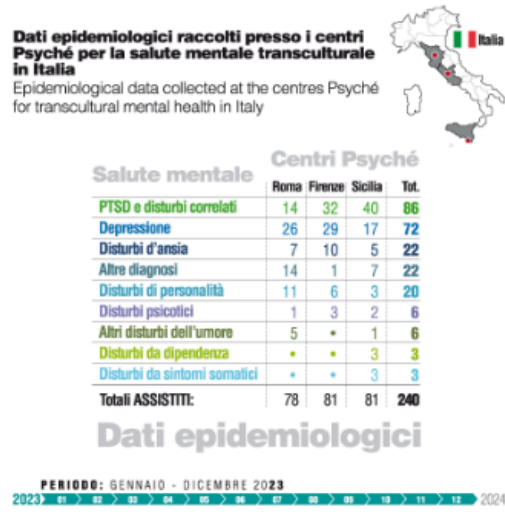 Dati epidemiologici raccolti presso i centri
Psyché per la salute mentale transculturale
in Italia
Italia
Epidemiological data collected at the centres Psyché
for transcultural mental health in Italy
Salute mentale
Centri Psyché
Roma Firenze Sicilia Tot.
PTSD e disturbi correlati 14 32 40 86
Depressione 26 29 17 72
Disturbi d'ansia 7 10 5 22
Altre diagnosi 14 1 7 22
Disturbi di personalità 11 6 3 20
Disturbi psicotici 1 3 2 6
Altri disturbi dell'umore 5 • 1 6
Disturbi da dipendenza • • 3 3
Disturbi da sintomi somatici • • 3 3
Totali ASSISTITI: 78 81 81 240
Dati epidemiologici
PERIODO: GENNAIO - DICEMBRE 2023
2023 01 02 03 04 05 06 07 08 09 10 11 12 2024